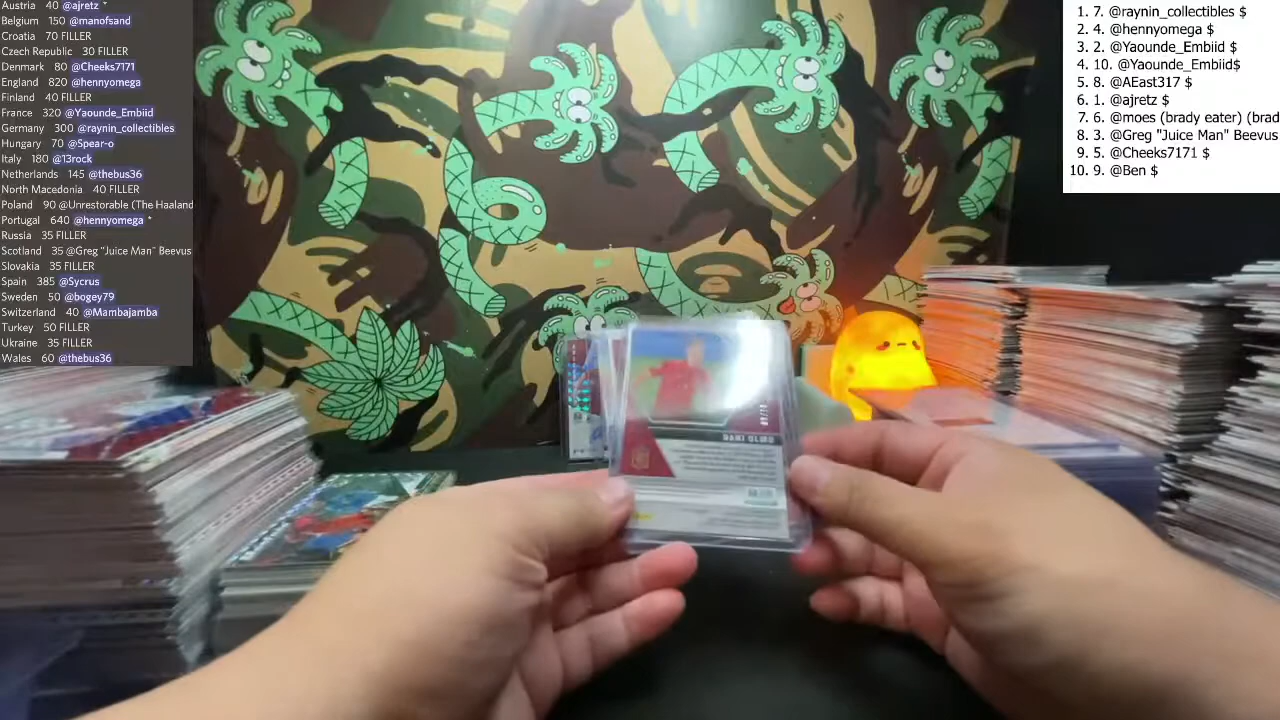 Austria 40 @ajretz *
Belgium 150 @manofsand
Croatia 70 FILLER
Czech Republic 30 FILLER
Denmark 80 @Cheeks7171
England 820 @hennyomega
Finland 40 FILLER
France 320 @Yaounde_Embiid
Germany 300 @raynin_collectibles
Hungary 70 @Spear-o
Italy 180 @13rock
Netherlands 145 @thebus36
North Macedonia 40 FILLER
Poland 90 @Unrestorable (The Haaland
Portugal 640 @hennyomega *
Russia 35 FILLER
Scotland 35 @Greg "Juice Man" Beevus
Slovakia 35 FILLER
Spain 385 @Sycrus
Sweden 50 @bogey79
Switzerland 40 @Mambajamba
Turkey 50 FILLER
Ukraine 35 FILLER
Wales 60 @thebus36
1. 7. @raynin_collectibles $
2. 4. @hennyomega $
3. 2. @Yaounde_Embiid $
4. 10. @Yaounde_Embiid$
5. 8. @AEast317 $
6. 1. @ajretz $
7. 6. @moes (brady eater) (brad
8. 3. @Greg "Juice Man" Beevus
9. 5. @Cheeks7171 $
10. 9. @Ben $
DANI OLMO